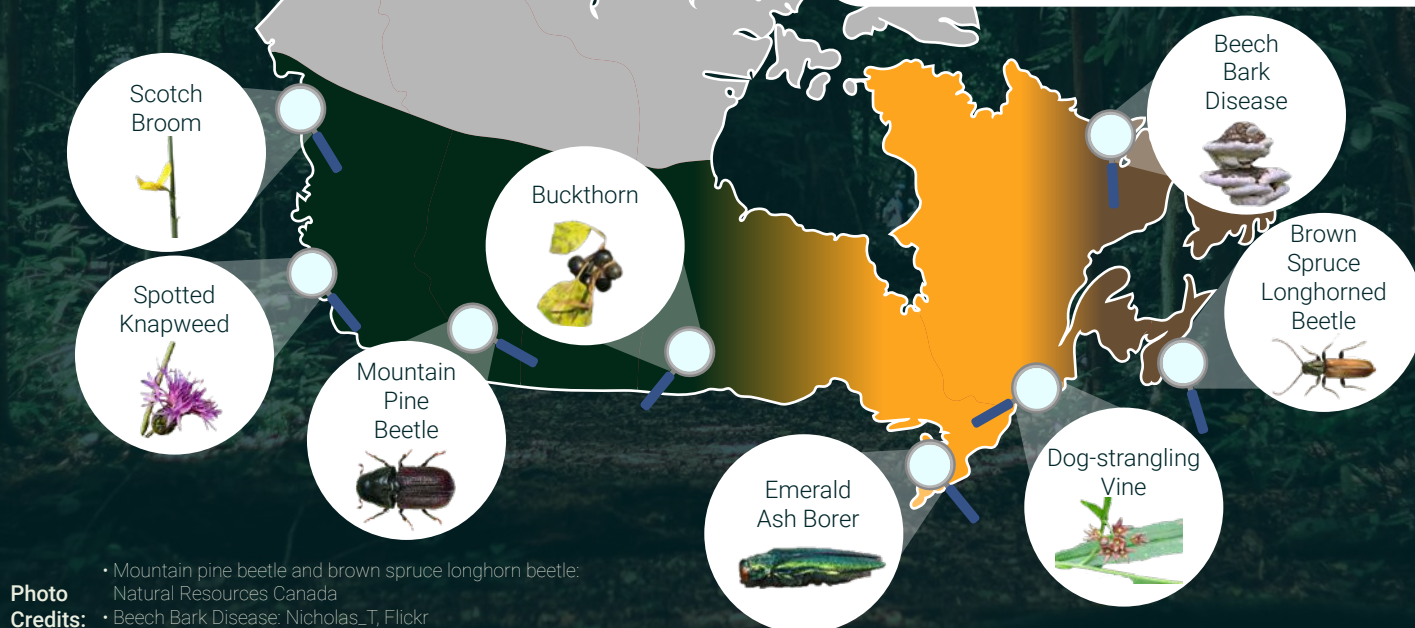 Beech
Bark
Disease
Scotch
Broom
Buckthorn
Brown
Spruce
Longhorned
Beetle
Spotted
Knapweed
Mountain
Pine
Beetle
Dog-strangling
Vine
Emerald
Ash Borer
Photo
Credits:
• Mountain pine beetle and brown spruce longhorn beetle:
Natural Resources Canada
• Beech Bark Disease: Nicholas_T, Flickr